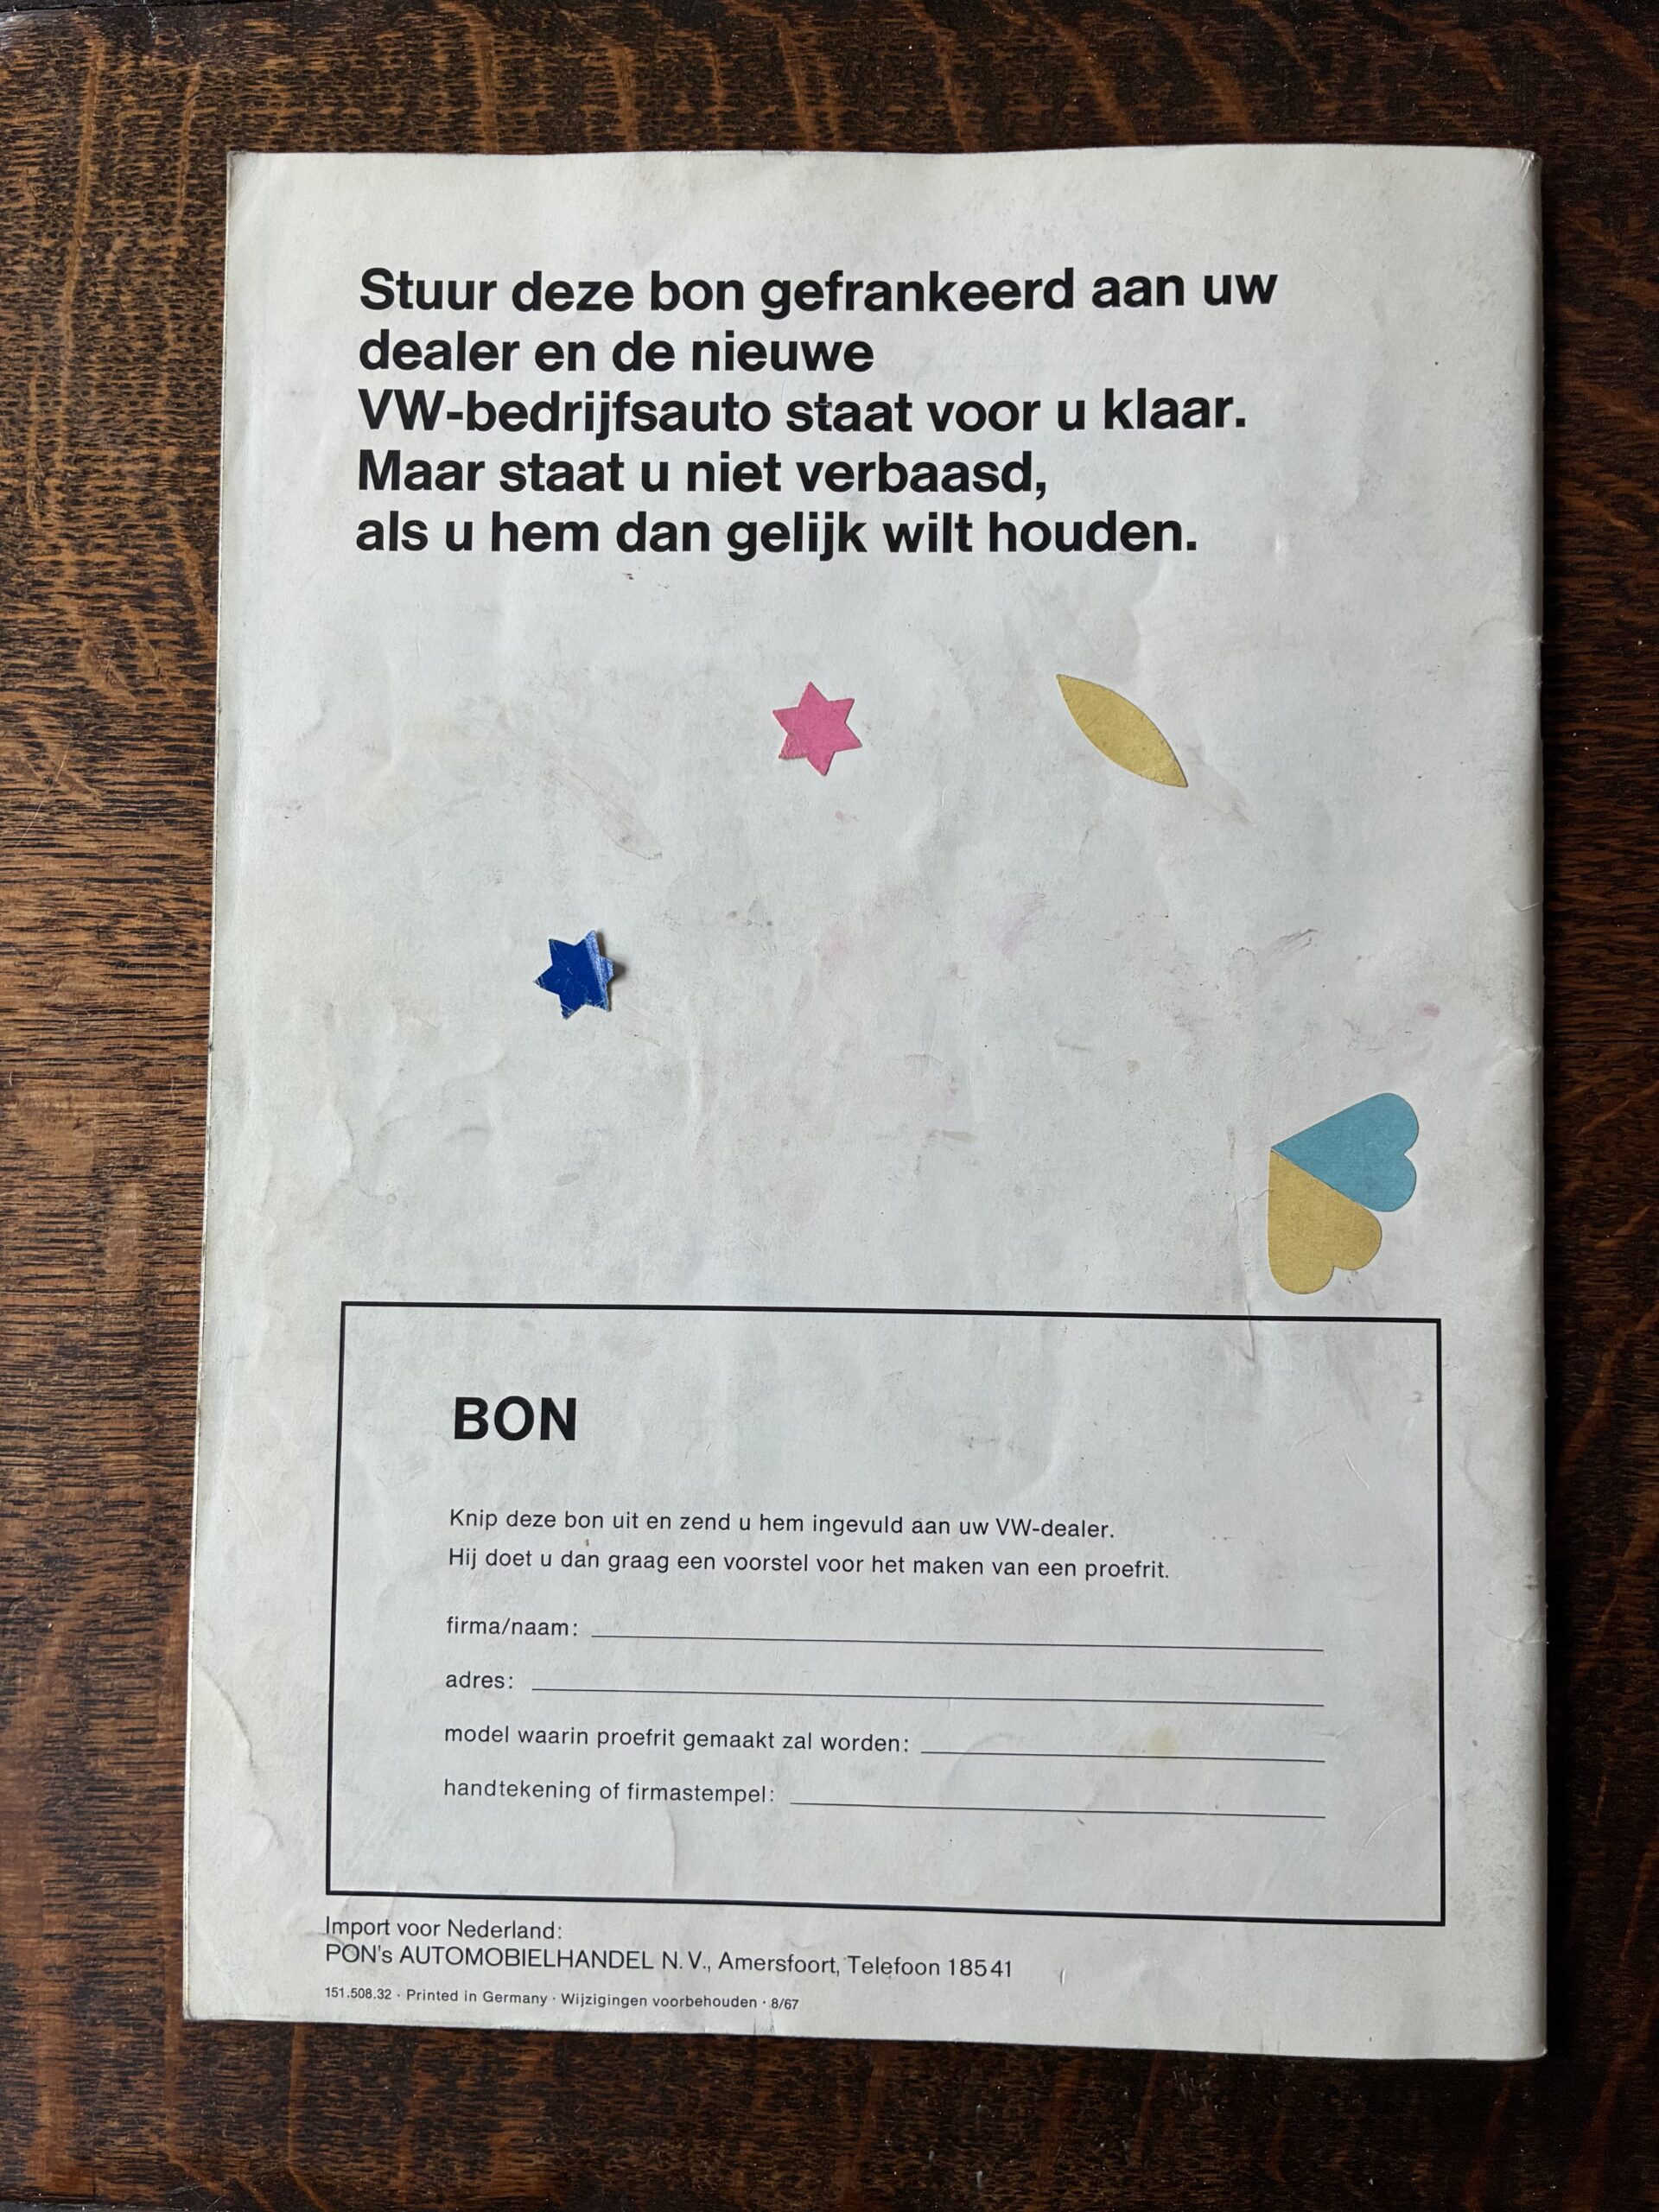 Stuur deze bon gefrankeerd aan uw
dealer en de nieuwe
VW-bedrijfsauto staat voor u klaar.
Maar staat u niet verbaasd,
als u hem dan gelijk wilt houden.
BON
Knip deze bon uit en zend u hem ingevuld aan uw VW-dealer.
Hij doet u dan graag een voorstel voor het maken van een proefrit.
firma/naam:
adres:
model waarin proefrit gemaakt zal worden:
handtekening of firmastempel:
Import voor Nederland:
PON's AUTOMOBIELHANDEL N.V., Amersfoort, Telefoon 18541
151.508.32 · Printed in Germany · Wijzigingen voorbehouden · 8/67